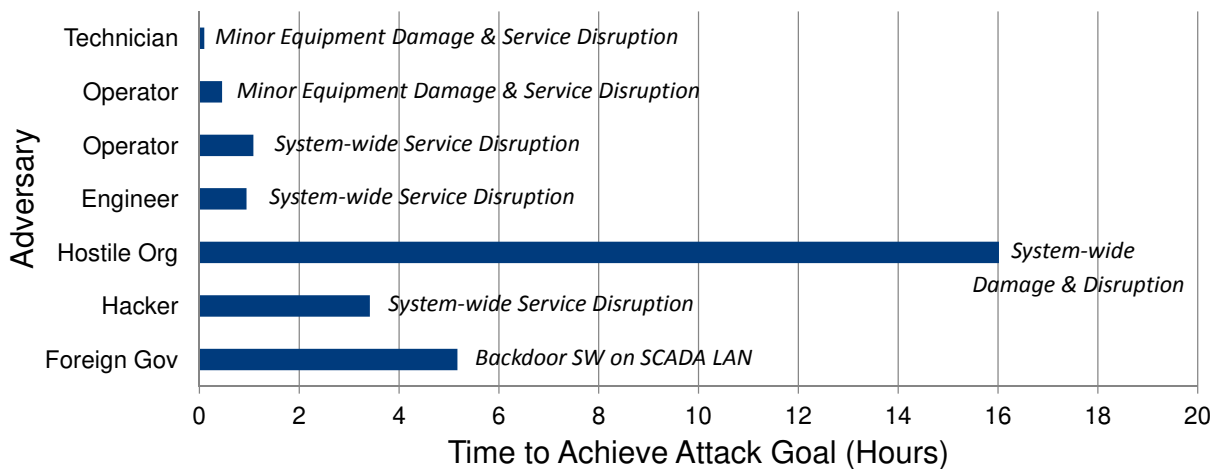 Technician Minor Equipment Damage & Service Disruption
Operator Minor Equipment Damage & Service Disruption
Operator System-wide Service Disruption
Engineer System-wide Service Disruption
Hostile Org System-wide
Damage & Disruption
Hacker System-wide Service Disruption
Foreign Gov Backdoor SW on SCADA LAN
Adversary
0 2 4 6 8 10 12 14 16 18 20
Time to Achieve Attack Goal (Hours)